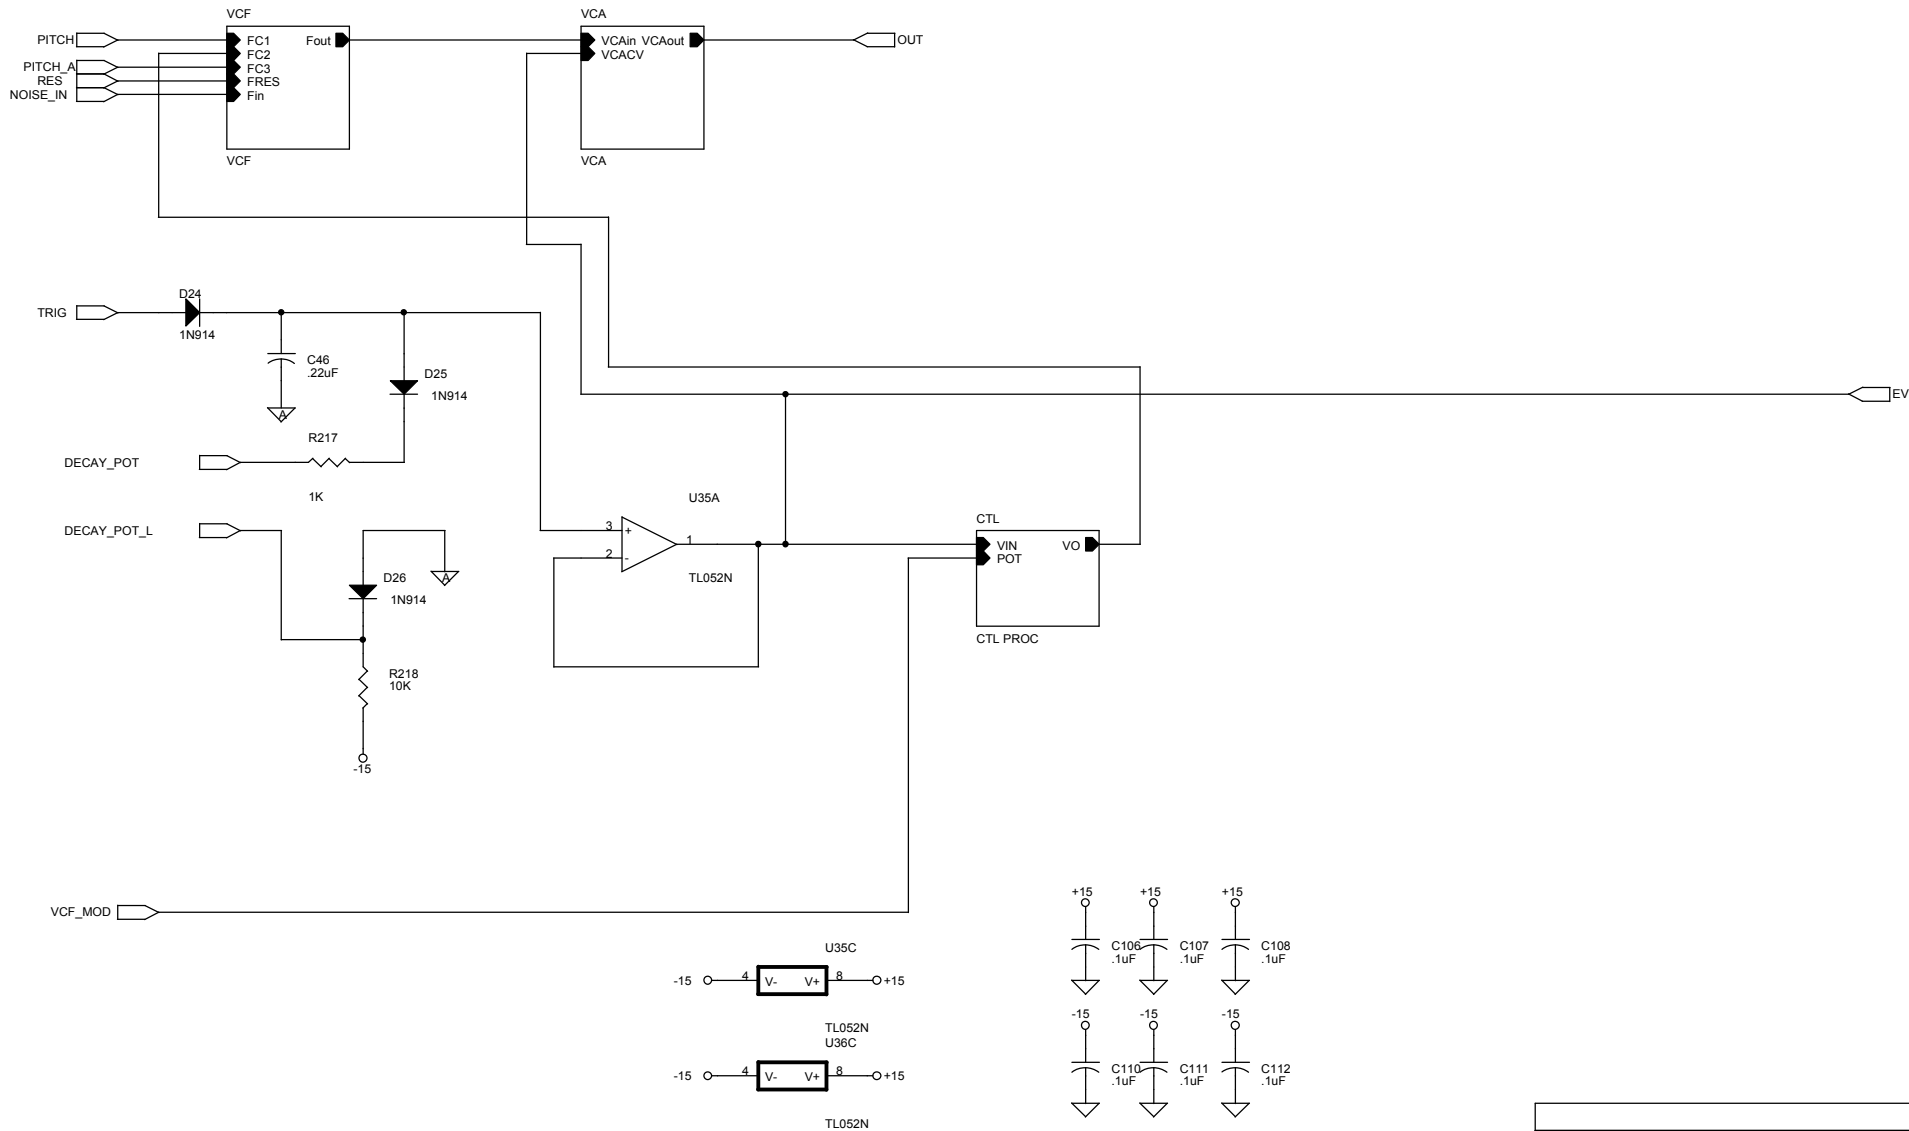 VCF
VCA
PITCH
FC1
Fout
VCAin
VCAout
OUT
FC2
VCACV
PITCH_A
FC3
RES
FRES
NOISE_IN
Fin
VCF
VCA
D24
TRIG
1N914
C46
.22uF
D25
1N914
A
EV
R217
DECAY_POT
1K
U35A
DECAY_POT_L
3
+
1
2
-
TL052N
CTL
VIN
VO
POT
CTL PROC
A
D26
1N914
R218
10K
-15
VCF_MOD
+15
+15
+15
C106
.1uF
C107
.1uF
C108
.1uF
U35C
-15
4
V-
V+
8
+15
TL052N
-15
-15
-15
C110
.1uF
C111
.1uF
C112
.1uF
U36C
-15
4
V-
V+
8
+15
TL052N